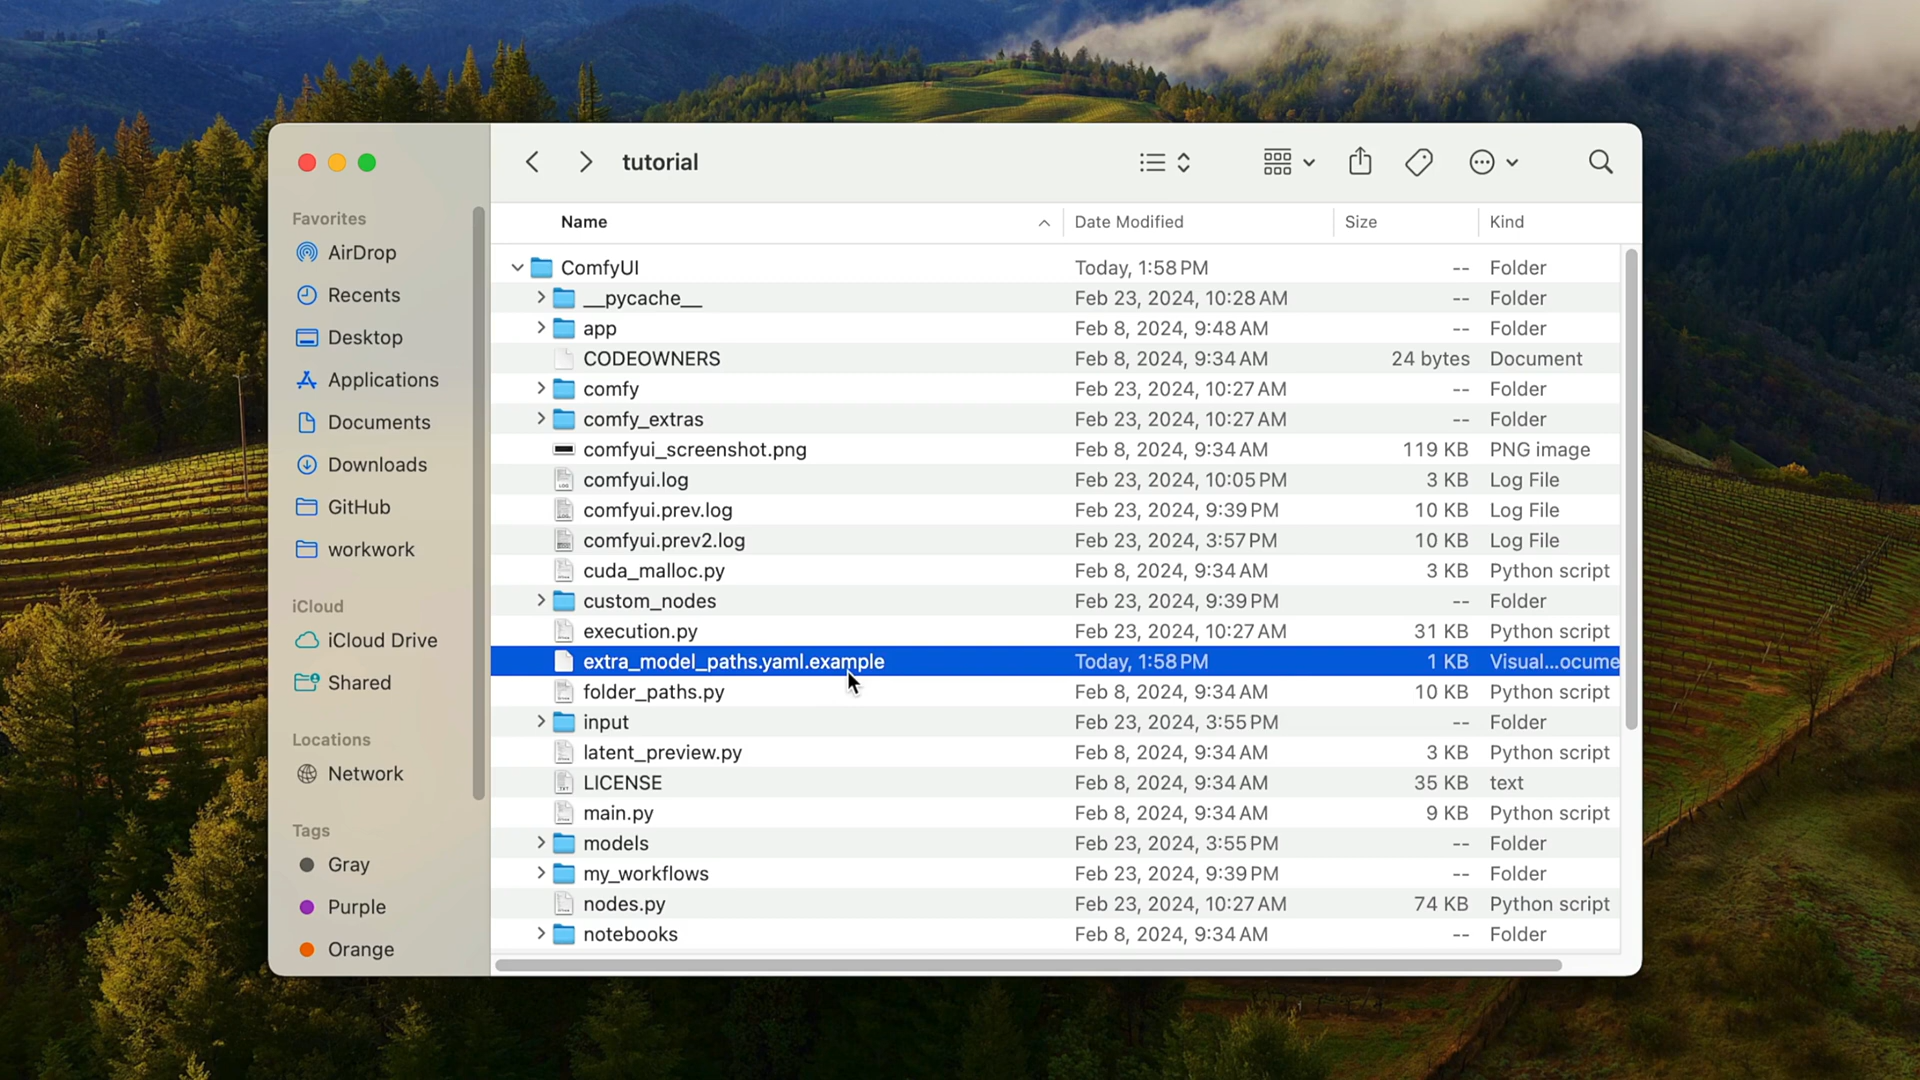 tutorial
Favorites
AirDrop
Recents
Desktop
Applications
Documents
Downloads
GitHub
workwork
iCloud
iCloud Drive
Shared
Locations
Network
Tags
Gray
Purple
Orange
Name Date Modified Size Kind
ComfyUI Today, 1:58 PM -- Folder
__pycache__ Feb 23, 2024, 10:28 AM -- Folder
app Feb 8, 2024, 9:48 AM -- Folder
CODEOWNERS Feb 8, 2024, 9:34 AM 24 bytes Document
comfy Feb 23, 2024, 10:27 AM -- Folder
comfy_extras Feb 23, 2024, 10:27 AM -- Folder
comfyui_screenshot.png Feb 8, 2024, 9:34 AM 119 KB PNG image
comfyui.log Feb 23, 2024, 10:05 PM 3 KB Log File
comfyui.prev.log Feb 23, 2024, 9:39 PM 10 KB Log File
comfyui.prev2.log Feb 23, 2024, 3:57 PM 10 KB Log File
cuda_malloc.py Feb 8, 2024, 9:34 AM 3 KB Python script
custom_nodes Feb 23, 2024, 9:39 PM -- Folder
execution.py Feb 23, 2024, 10:27 AM 31 KB Python script
extra_model_paths.yaml.example Today, 1:58 PM 1 KB Visual...ocume
folder_paths.py Feb 8, 2024, 9:34 AM 10 KB Python script
input Feb 23, 2024, 3:55 PM -- Folder
latent_preview.py Feb 8, 2024, 9:34 AM 3 KB Python script
LICENSE Feb 8, 2024, 9:34 AM 35 KB text
main.py Feb 8, 2024, 9:34 AM 9 KB Python script
models Feb 23, 2024, 3:55 PM -- Folder
my_workflows Feb 23, 2024, 9:39 PM -- Folder
nodes.py Feb 23, 2024, 10:27 AM 74 KB Python script
notebooks Feb 8, 2024, 9:34 AM -- Folder